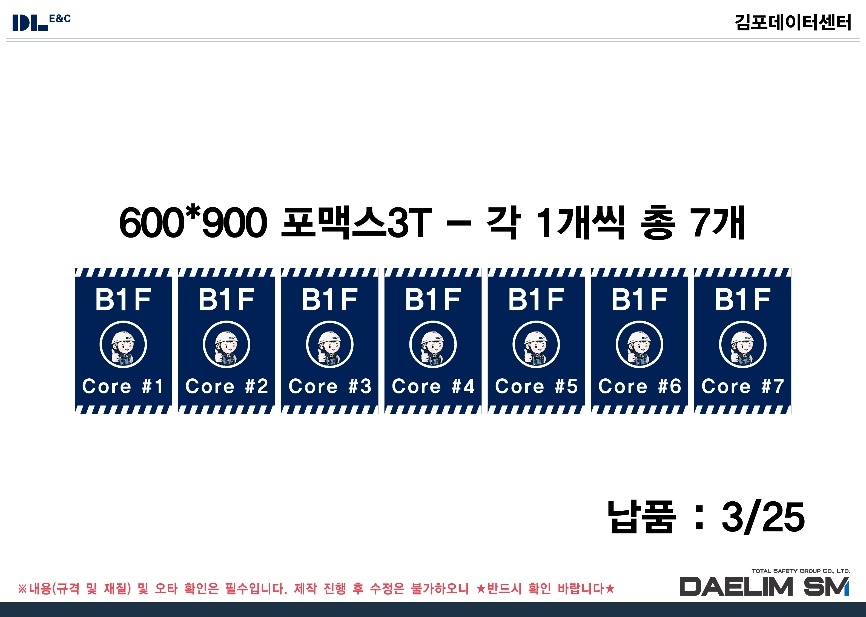 DL E&C
김포데이터센터
600*900 포맥스3T - 각 1개씩 총 7개
B1F B1F B1F B1F B1F B1F B1F
Core #1 Core #2 Core #3 Core #4 Core #5 Core #6 Core #7
납품 : 3/25
※내용(규격 및 재질) 및 오타 확인은 필수입니다. 제작 진행 후 수정은 불가하오니 ★반드시 확인 바랍니다★
TOTAL SAFETY GROUP CO., LTD.
DAELIM SM